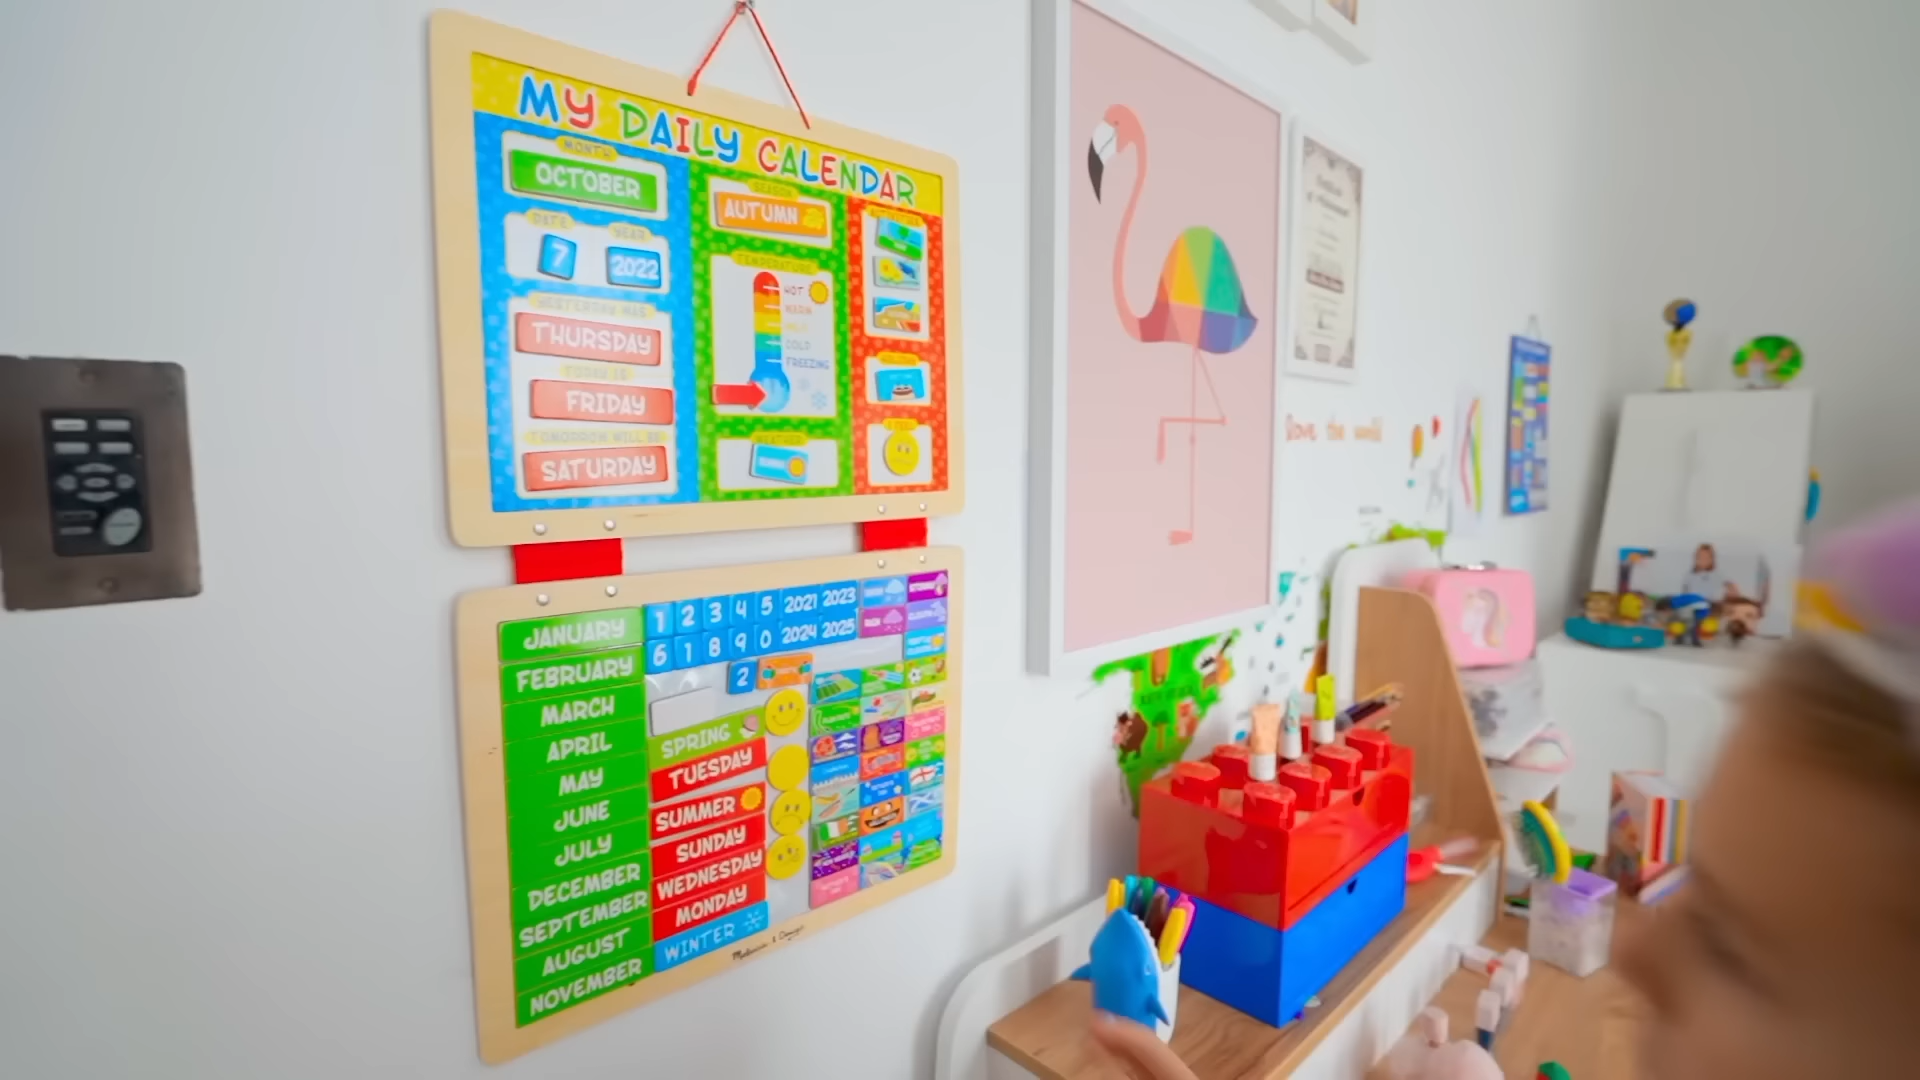 MY DAILY CALENDAR
MONTH
OCTOBER
DATE
YEAR
7
2022
YESTERDAY WAS
THURSDAY
TODAY IS
FRIDAY
TOMORROW WILL BE
SATURDAY
SEASON
AUTUMN
TEMPERATURE
HOT
WARM
COLD
FREEZING
WEATHER
JANUARY
FEBRUARY
MARCH
APRIL
MAY
JUNE
JULY
DECEMBER
SEPTEMBER
AUGUST
NOVEMBER
1 2 3 4 5 2021 2023
6 1 8 9 0 2024 2025
2
SPRING
TUESDAY
SUMMER
SUNDAY
WEDNESDAY
MONDAY
WINTER
Melissa & Doug
love the world